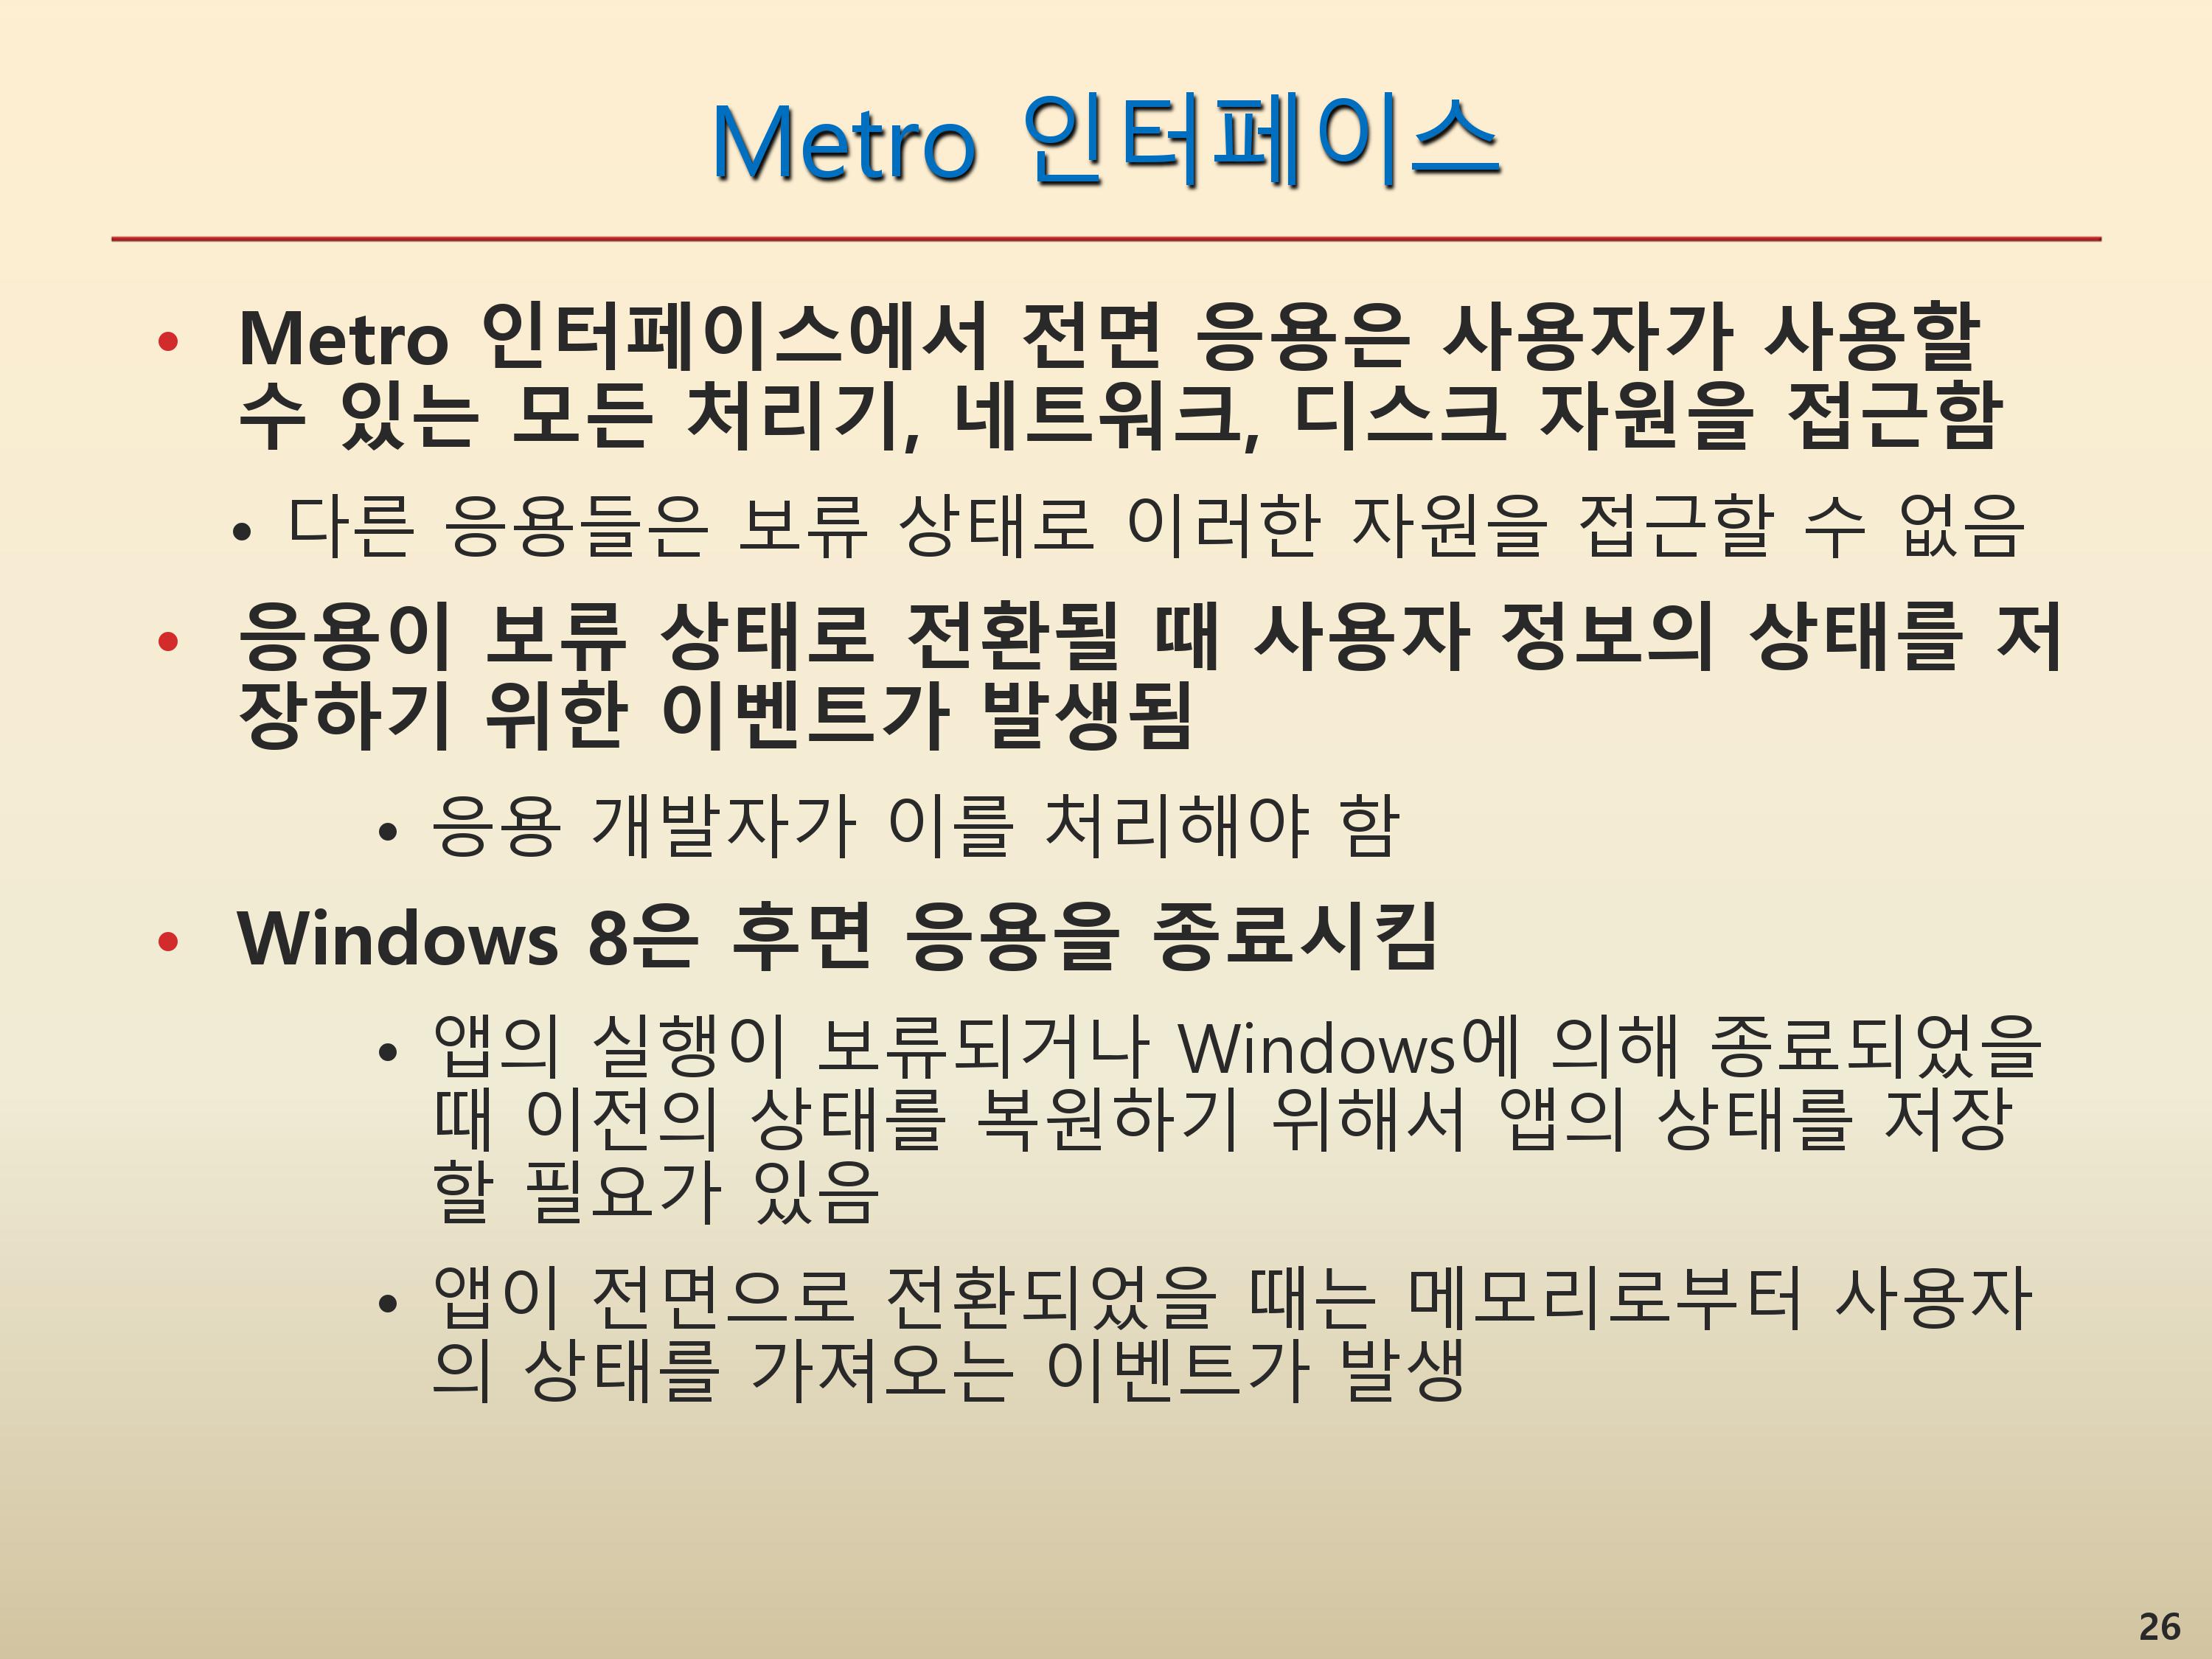 Metro 인터페이스
• Metro 인터페이스에서 전면 응용은 사용자가 사용할
수 있는 모든 처리기, 네트워크, 디스크 자원을 접근함
• 다른 응용들은 보류 상태로 이러한 자원을 접근할 수 없음
• 응용이 보류 상태로 전환될 때 사용자 정보의 상태를 저
장하기 위한 이벤트가 발생됨
• 응용 개발자가 이를 처리해야 함
• Windows 8은 후면 응용을 종료시킴
• 앱의 실행이 보류되거나 Windows에 의해 종료되었을
때 이전의 상태를 복원하기 위해서 앱의 상태를 저장
할 필요가 있음
• 앱이 전면으로 전환되었을 때는 메모리로부터 사용자
의 상태를 가져오는 이벤트가 발생
26